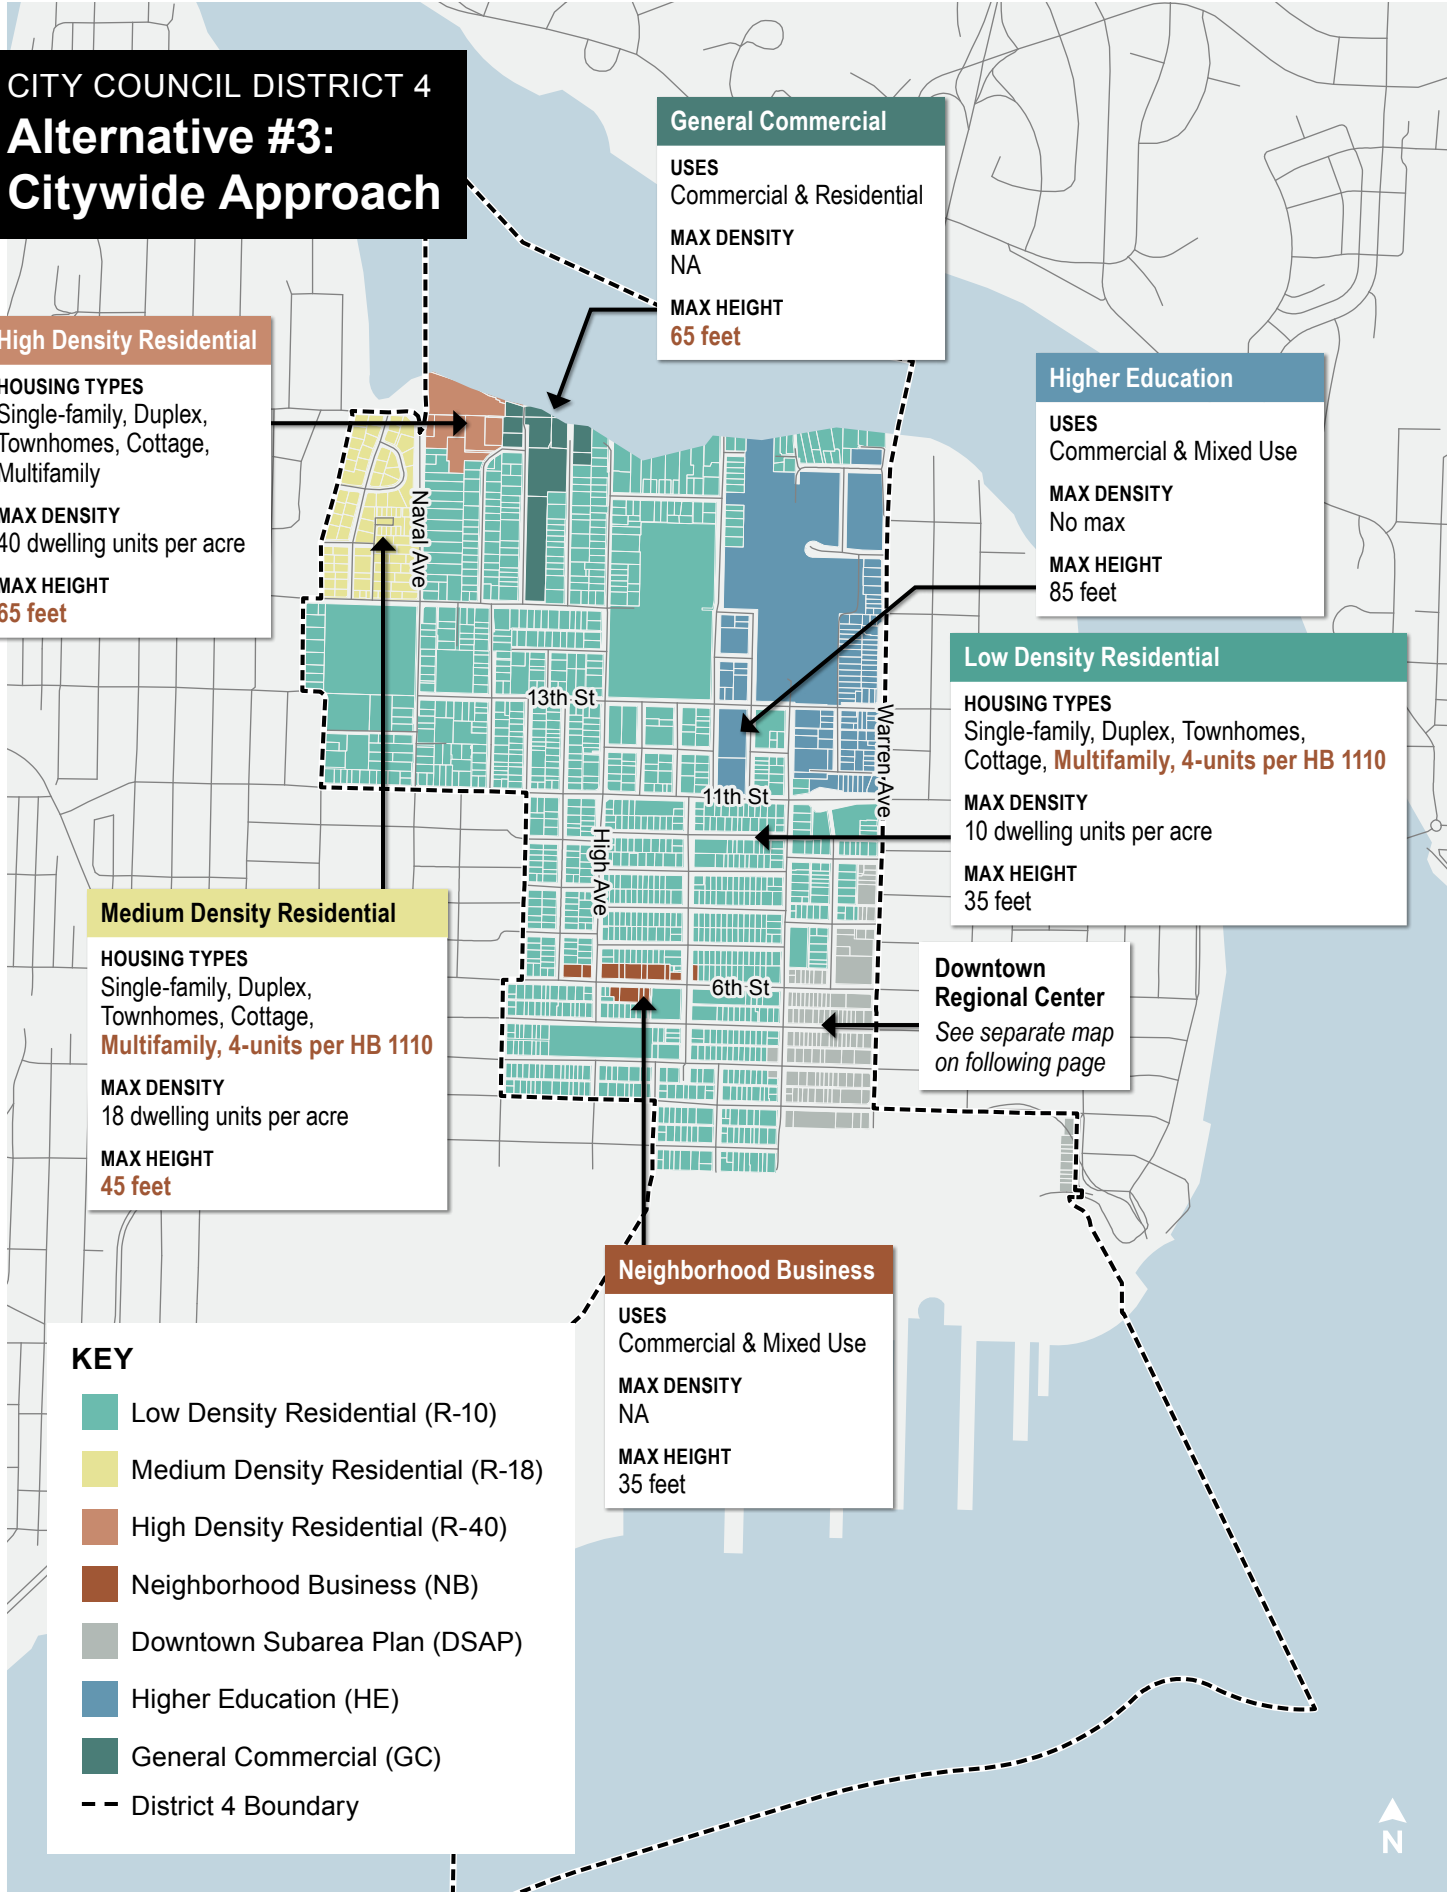 CITY COUNCIL DISTRICT 4
Alternative #3:
Citywide Approach
General Commercial
USES
Commercial & Residential
MAX DENSITY
NA
MAX HEIGHT
65 feet
High Density Residential
HOUSING TYPES
Single-family, Duplex,
Townhomes, Cottage,
Multifamily
MAX DENSITY
40 dwelling units per acre
MAX HEIGHT
65 feet
Higher Education
USES
Commercial & Mixed Use
MAX DENSITY
No max
MAX HEIGHT
85 feet
Low Density Residential
HOUSING TYPES
Single-family, Duplex, Townhomes,
Cottage, Multifamily, 4-units per HB 1110
MAX DENSITY
10 dwelling units per acre
MAX HEIGHT
35 feet
Naval Ave
13th St
Warren Ave
11th St
High Ave
6th St
Medium Density Residential
HOUSING TYPES
Single-family, Duplex,
Townhomes, Cottage,
Multifamily, 4-units per HB 1110
MAX DENSITY
18 dwelling units per acre
MAX HEIGHT
45 feet
Downtown
Regional Center
See separate map
on following page
Neighborhood Business
USES
Commercial & Mixed Use
MAX DENSITY
NA
MAX HEIGHT
35 feet
KEY
Low Density Residential (R-10)
Medium Density Residential (R-18)
High Density Residential (R-40)
Neighborhood Business (NB)
Downtown Subarea Plan (DSAP)
Higher Education (HE)
General Commercial (GC)
District 4 Boundary
N